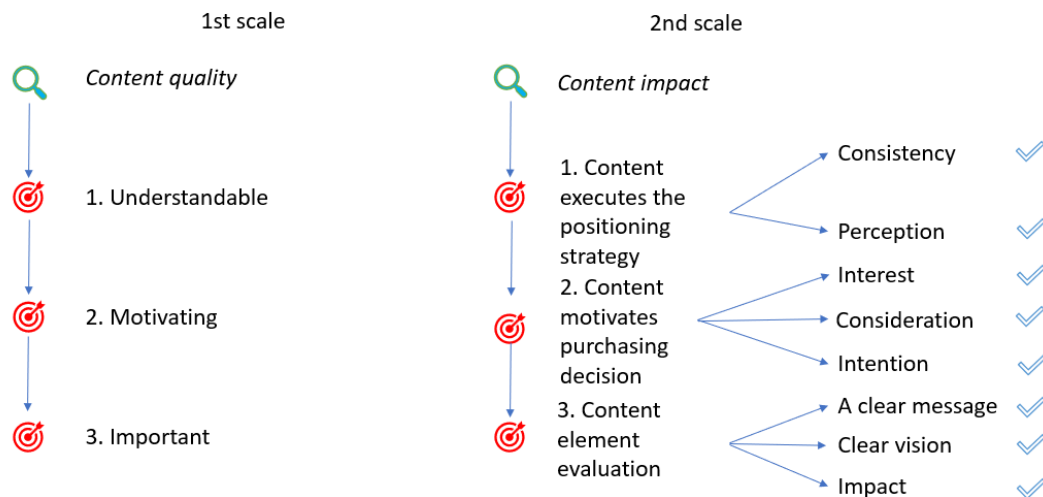 1st scale
Content quality
1. Understandable
2. Motivating
3. Important
2nd scale
Content impact
1. Content
executes the
positioning
strategy
Consistency
Perception
2. Content
motivates
purchasing
decision
Interest
Consideration
Intention
3. Content
element
evaluation
A clear message
Clear vision
Impact